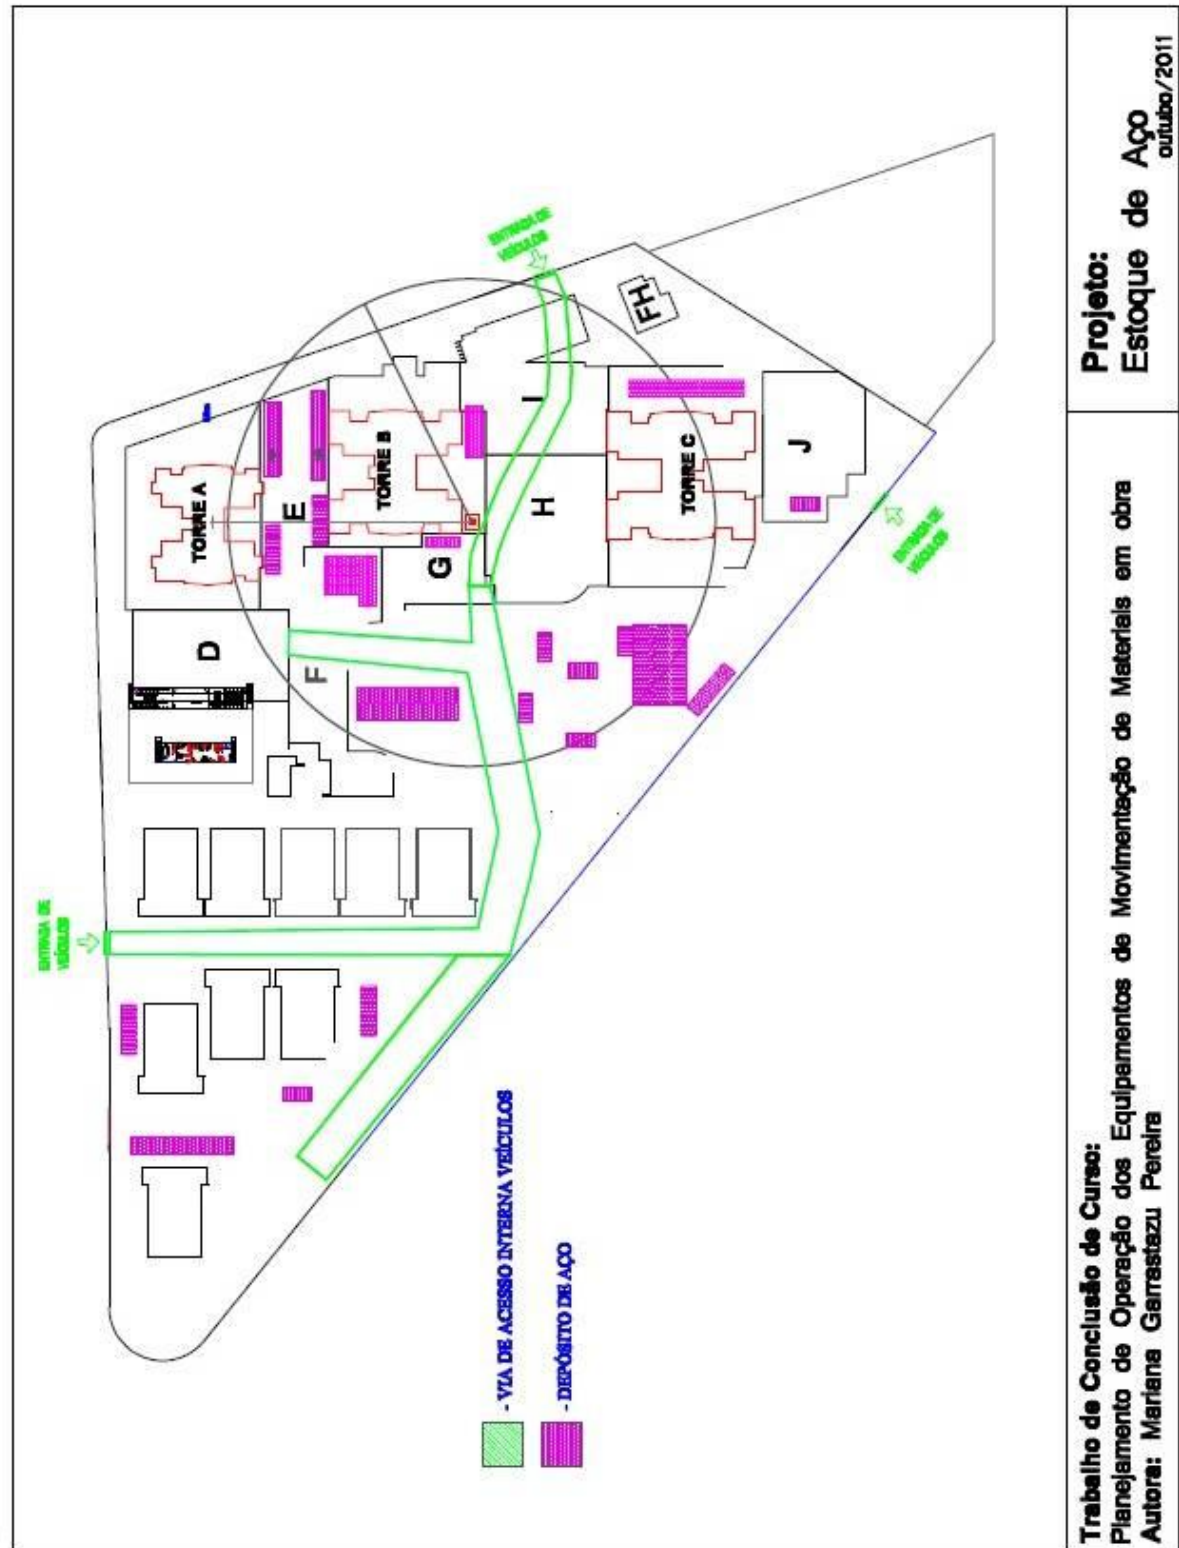 ENTRADA DE
VEÍCULOS
ENTRADA DE
VEÍCULOS
ENTRADA DE
VEÍCULOS
TORRE A
D
E
F
TORRE B
G
I
H
FH
TORRE C
J
- VIA DE ACESSO INTERNA VEÍCULOS
- DEPÓSITO DE AÇO
Trabalho de Conclusão de Curso:
Planejamento de Operação dos Equipamentos de Movimentação de Materiais em obra
Autora: Mariana Garrastazu Pereira
Projeto:
Estoque de Aço
outubo/2011